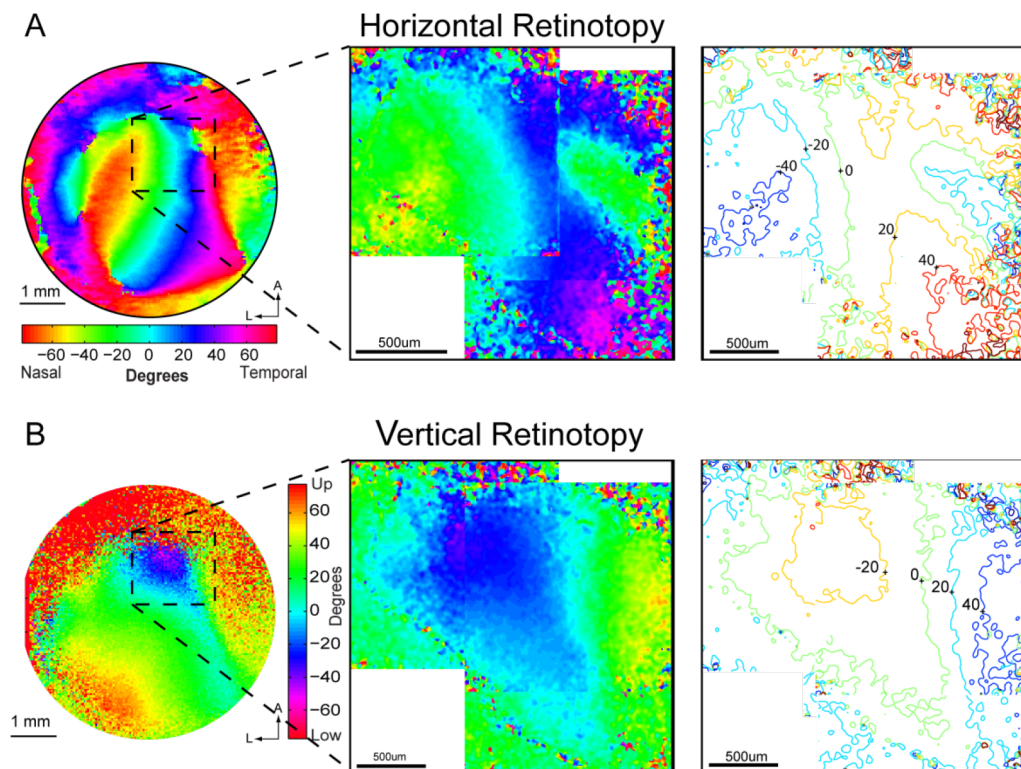 A
Horizontal Retinotopy
-20
-40
0
20
40
1 mm
A
L
500um
500um
−60 −40 −20 0 20 40 60
Nasal Degrees Temporal
B
Vertical Retinotopy
Up
60
40
20
0
−20
−40
−60
Low
Degrees
-20
0
20
40
1 mm
A
L
500um
500um